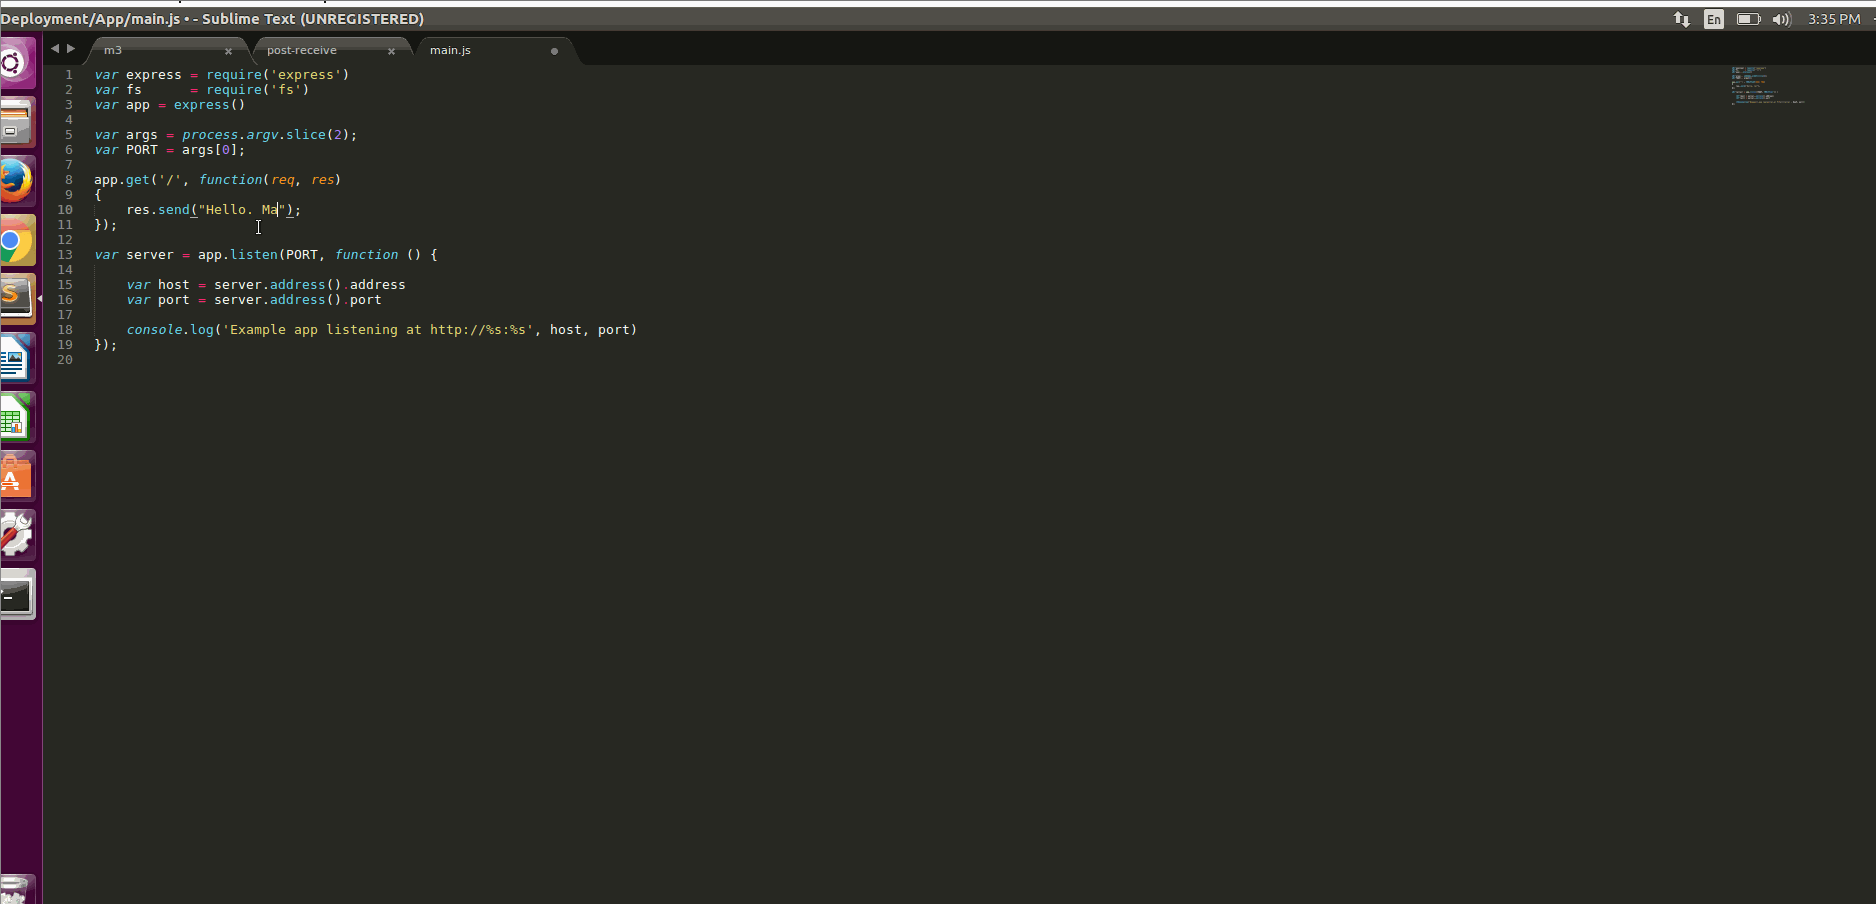 Deployment/App/main.js • - Sublime Text (UNREGISTERED)
En
3:35 PM
m3
post-receive
main.js
1 var express = require('express')
2 var fs      = require('fs')
3 var app = express()
4
5 var args = process.argv.slice(2);
6 var PORT = args[0];
7
8 app.get('/', function(req, res)
9 {
10     res.send("Hello. Ma");
11 });
12
13 var server = app.listen(PORT, function () {
14
15     var host = server.address().address
16     var port = server.address().port
17
18     console.log('Example app listening at http://%s:%s', host, port)
19 });
20